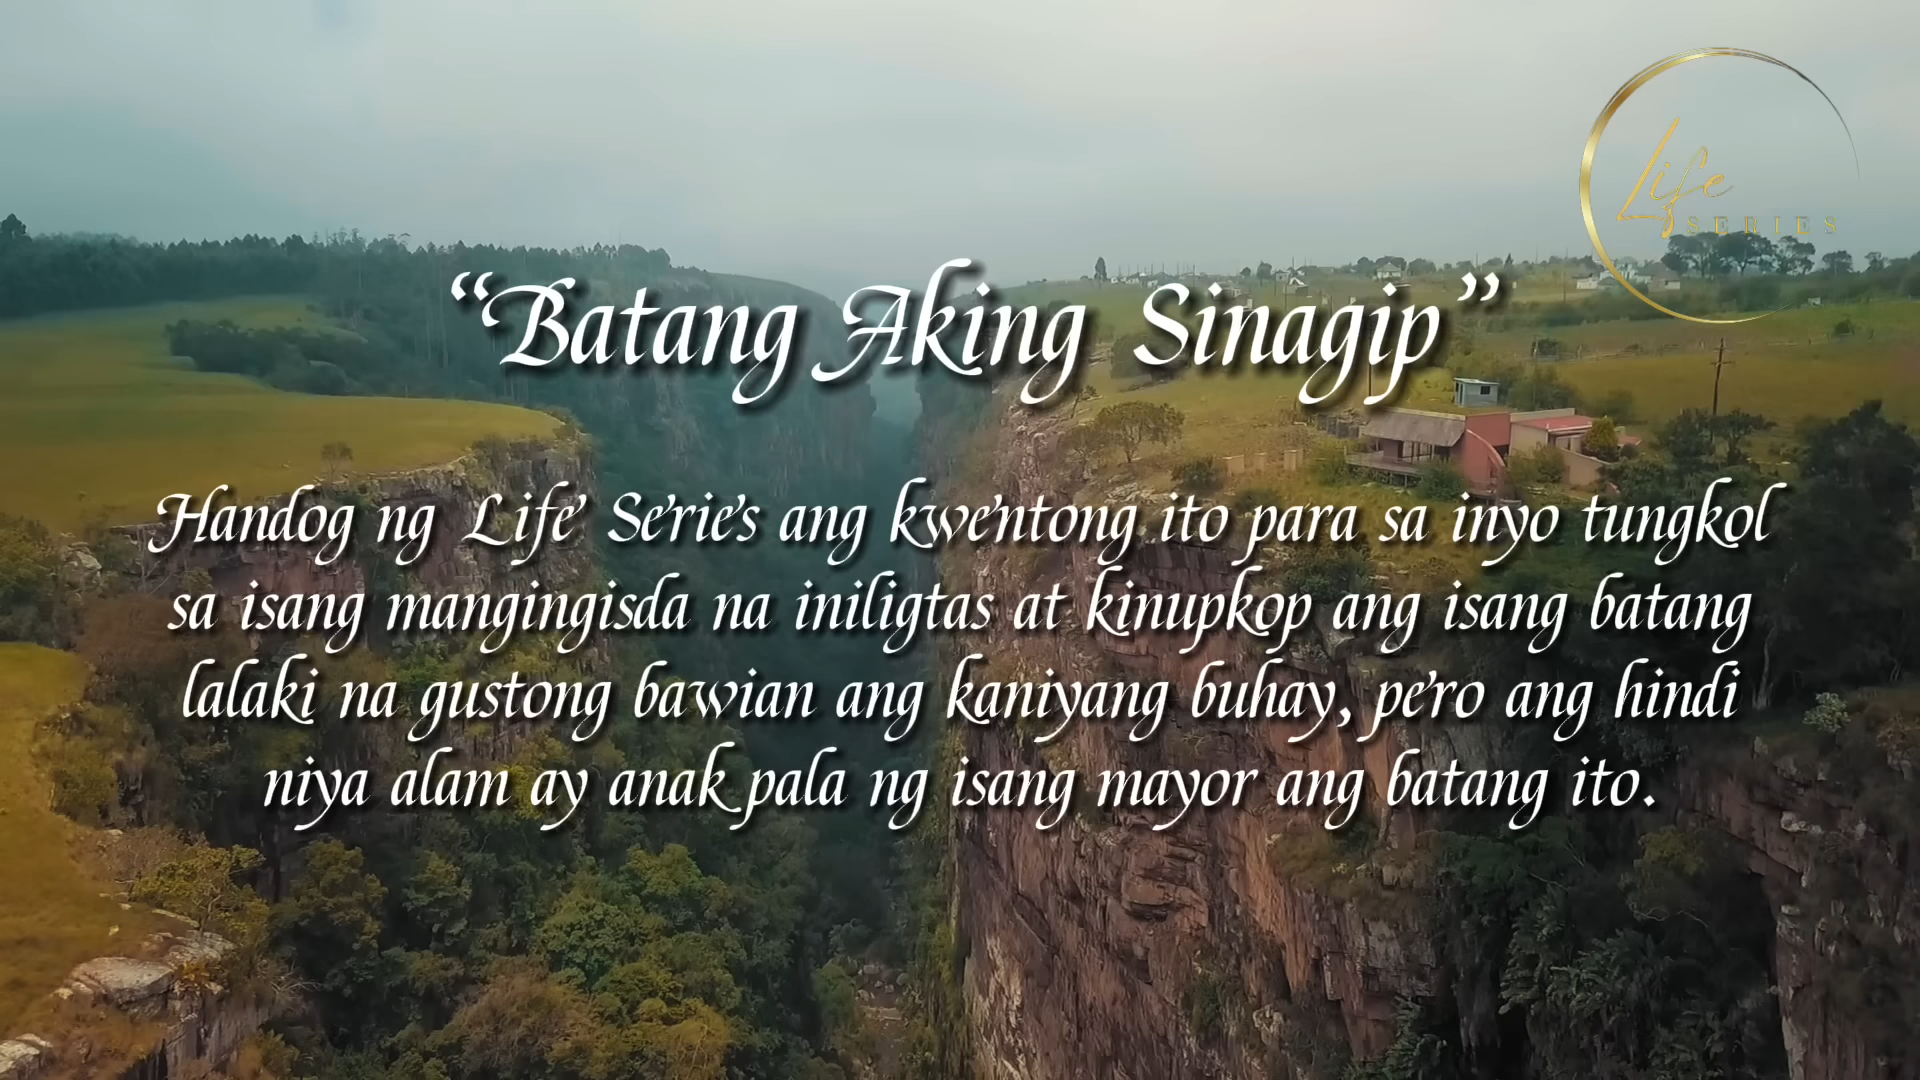 Life
SERIES
“Batang Aking Sinagip”
Handog ng Life Series ang kwentong ito para sa inyo tungkol
sa isang mangingisda na iniligtas at kinupkop ang isang batang
lalaki na gustong bawian ang kaniyang buhay, pero ang hindi
niya alam ay anak pala ng isang mayor ang batang ito.